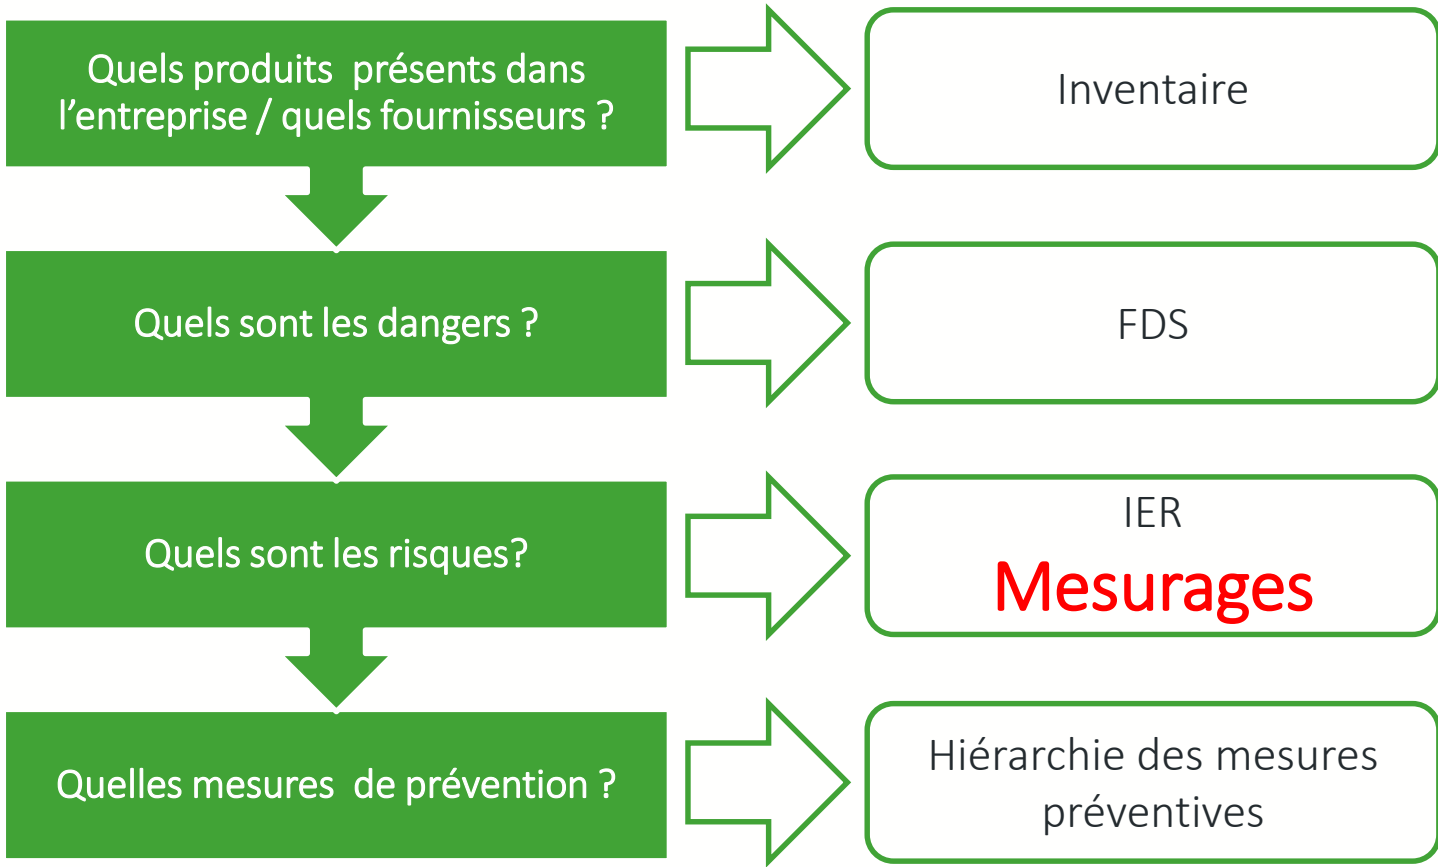 Quels produits présents dans
l’entreprise / quels fournisseurs ?
Inventaire
Quels sont les dangers ?
FDS
Quels sont les risques?
IER
Mesurages
Quelles mesures de prévention ?
Hiérarchie des mesures
préventives